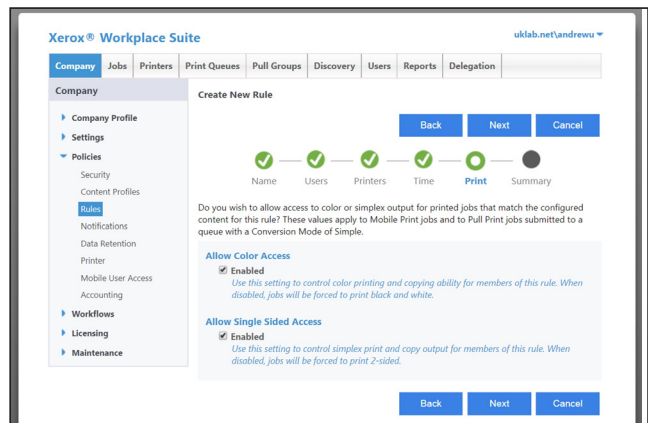 Xerox® Workplace Suite
uklab.net\andrewu
Company Jobs Printers Print Queues Pull Groups Discovery Users Reports Delegation
Company
Company Profile
Settings
Policies
Security
Content Profiles
Rules
Notifications
Data Retention
Printer
Mobile User Access
Accounting
Workflows
Licensing
Maintenance
Create New Rule
Back Next Cancel
Name Users Printers Time Print Summary
Do you wish to allow access to color or simplex output for printed jobs that match the configured
content for this rule? These values apply to Mobile Print jobs and to Pull Print jobs submitted to a
queue with a Conversion Mode of Simple.
Allow Color Access
Enabled
Use this setting to control color printing and copying ability for members of this rule. When
disabled, jobs will be forced to print black and white.
Allow Single Sided Access
Enabled
Use this setting to control simplex print and copy output for members of this rule. When
disabled, jobs will be forced to print 2-sided.
Back Next Cancel